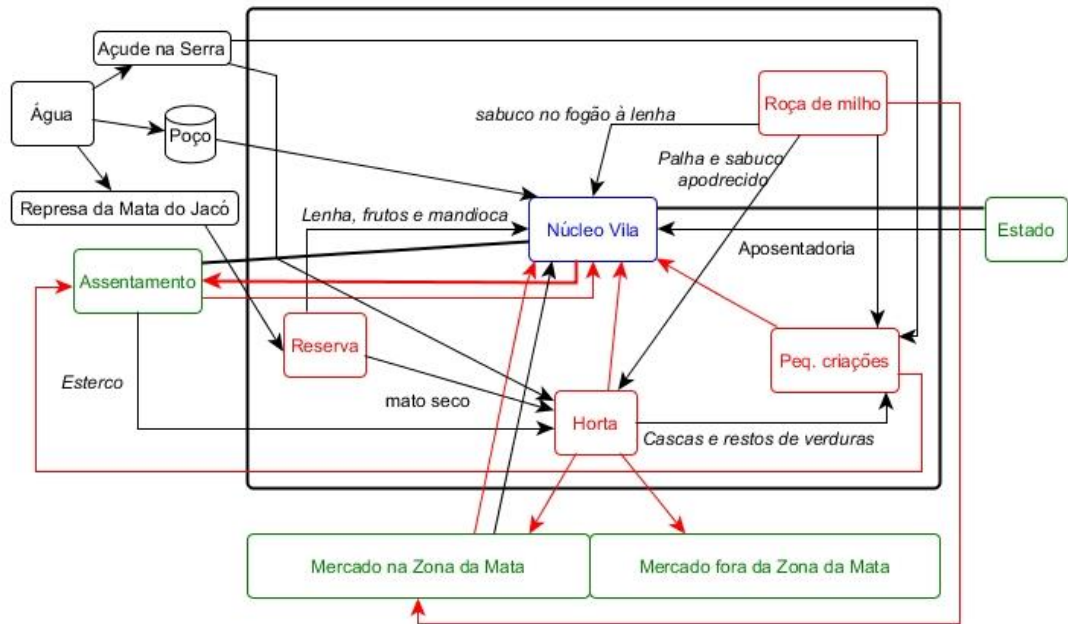 Açude na Serra
Água
Poço
Represa da Mata do Jacó
sabuco no fogão à lenha
Roça de milho
Palha e sabuco
apodrecido
Lenha, frutos e mandioca
Núcleo Vila
Estado
Aposentadoria
Assentamento
Reserva
Peq. criações
Esterco
mato seco
Horta
Cascas e restos de verduras
Mercado na Zona da Mata
Mercado fora da Zona da Mata